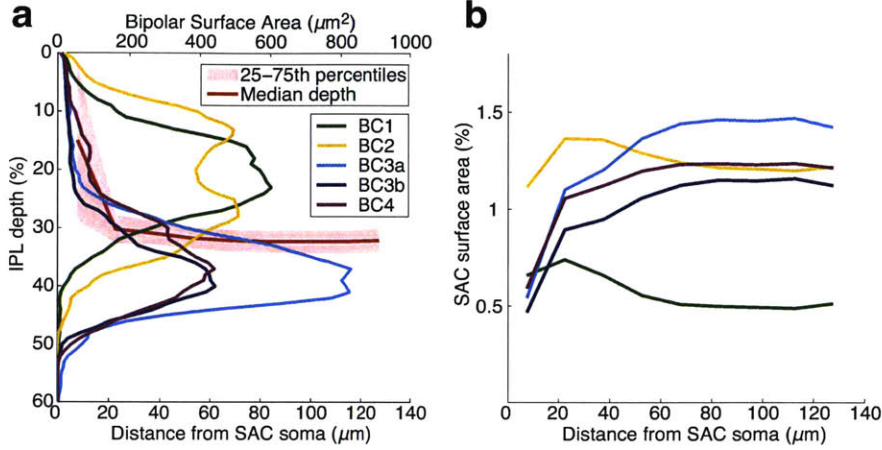 a
Bipolar Surface Area (μm²)
0 200 400 600 800 1000
0
10
20
30
40
50
60
IPL depth (%)
25–75th percentiles
Median depth
BC1
BC2
BC3a
BC3b
BC4
0 20 40 60 80 100 120 140
Distance from SAC soma (μm)
b
1.5
1
0.5
SAC surface area (%)
0 20 40 60 80 100 120 140
Distance from SAC soma (μm)